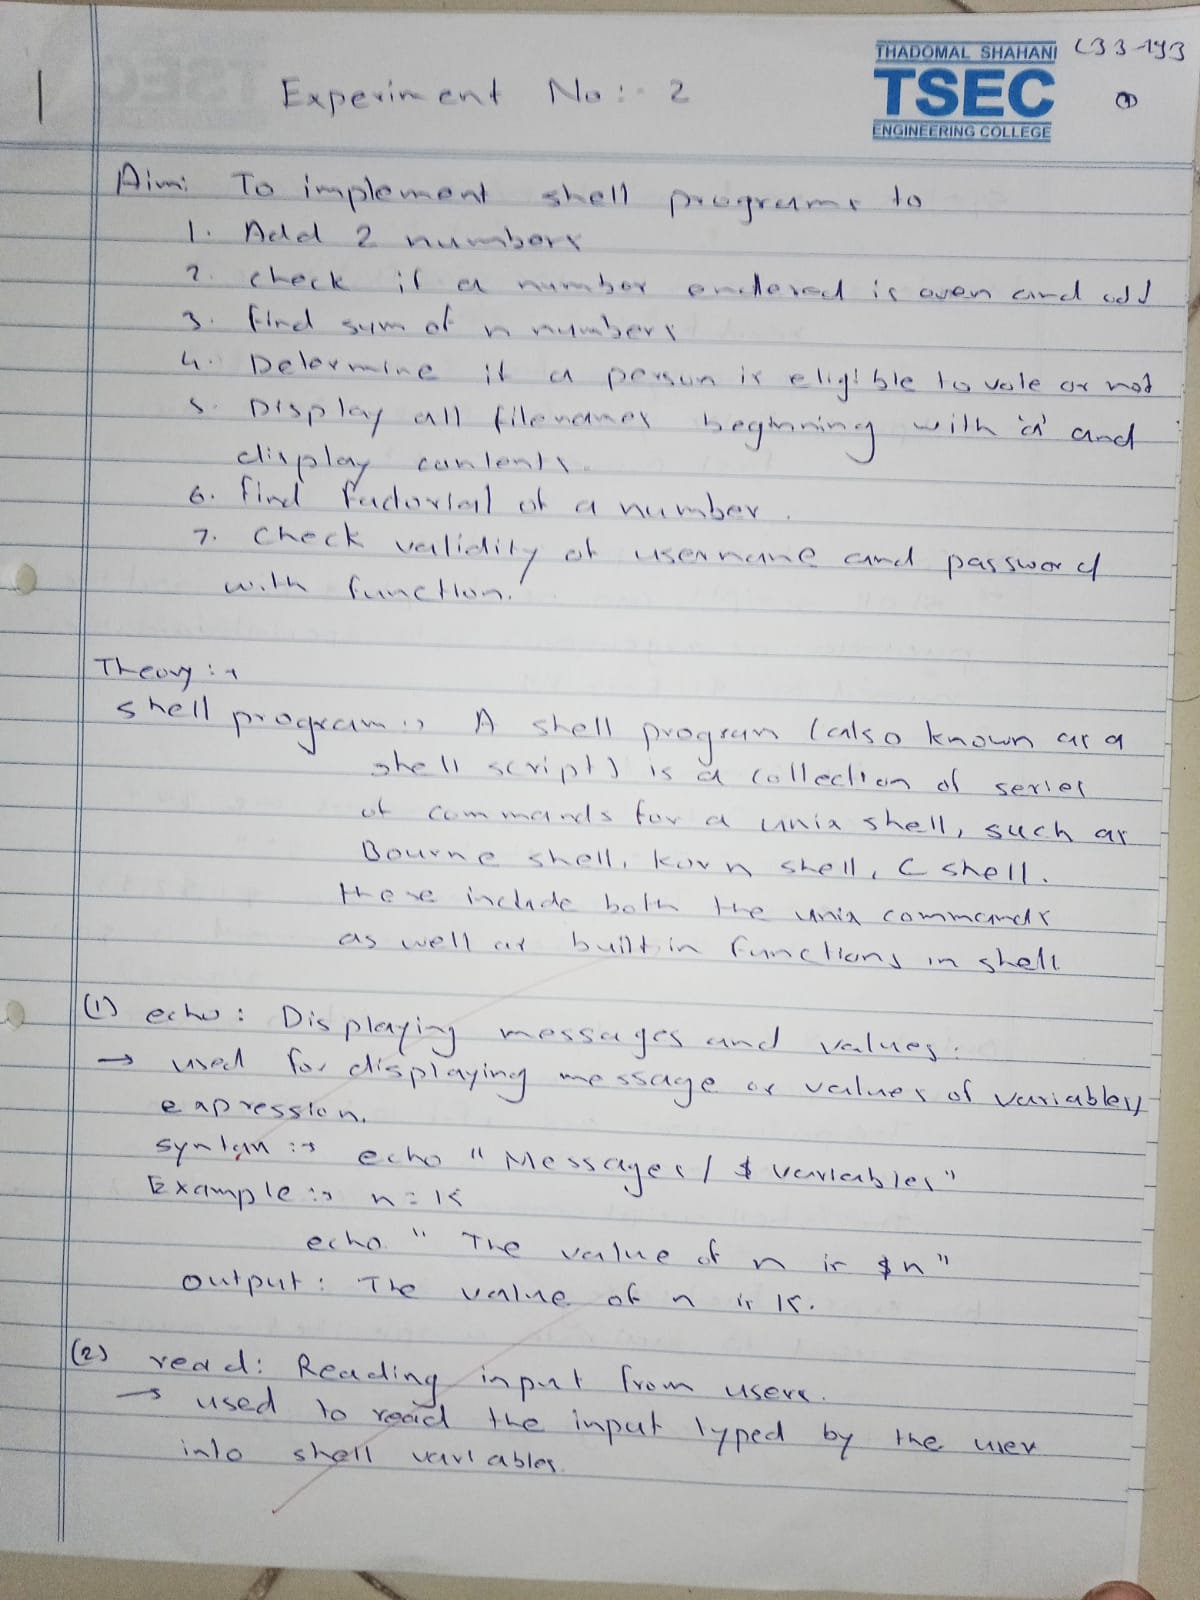 THADOMAL SHAHANI
TSEC
ENGINEERING COLLEGE
C33-193
1
Experiment No:- 2
Aim: To implement shell programs to
1. Add 2 numbers
2. check if a number entered is even and odd
3. find sum of n numbers
4. Determine if a person is eligible to vote or not
5. Display all filenames beginning with 'a' and
display contents.
6. find factorial of a number.
7. Check validity of username and password
with function.
Theory :→
shell program :→ A shell program (also known as a
shell script) is a collection of series
of commands for a unix shell, such as
Bourne shell, korn shell, C shell.
these include both the unix commands
as well as built in functions in shell
(1) echo : Displaying messages and values.
→ used for displaying message or values of variables,
expression.
syntax :→ echo " Messages / $ variables"
Example :→ n = 15
echo " The value of n is $n"
output : The value of n is 15.
(2) read: Reading input from users.
→ used to read the input typed by the user
into shell variables.